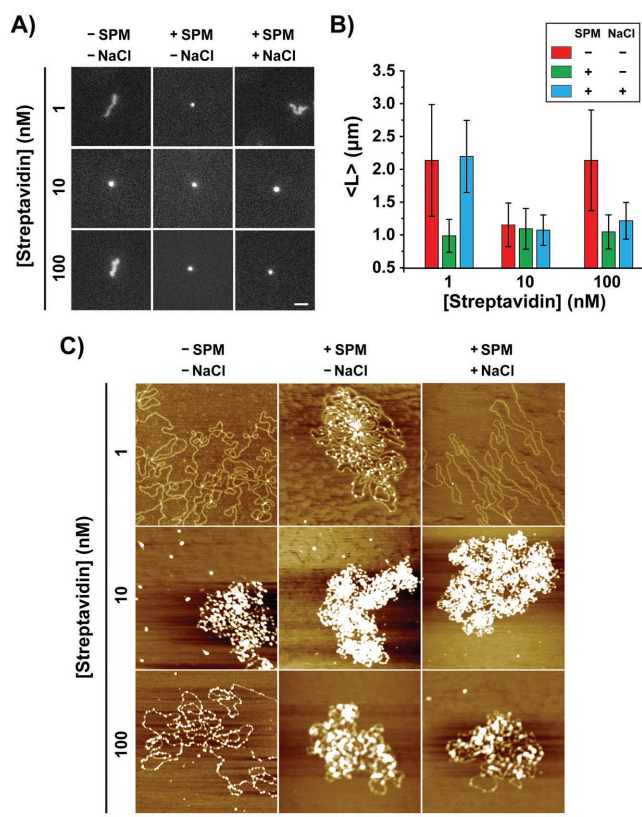 A)
− SPM + SPM + SPM
− NaCl − NaCl + NaCl
[Streptavidin] (nM)
1
10
100
B)
SPM NaCl
− −
+ −
+ +
<L> (µm)
3.5
3.0
2.5
2.0
1.5
1.0
0.5
1 10 100
[Streptavidin] (nM)
C)
− SPM + SPM + SPM
− NaCl − NaCl + NaCl
[Streptavidin] (nM)
1
10
100